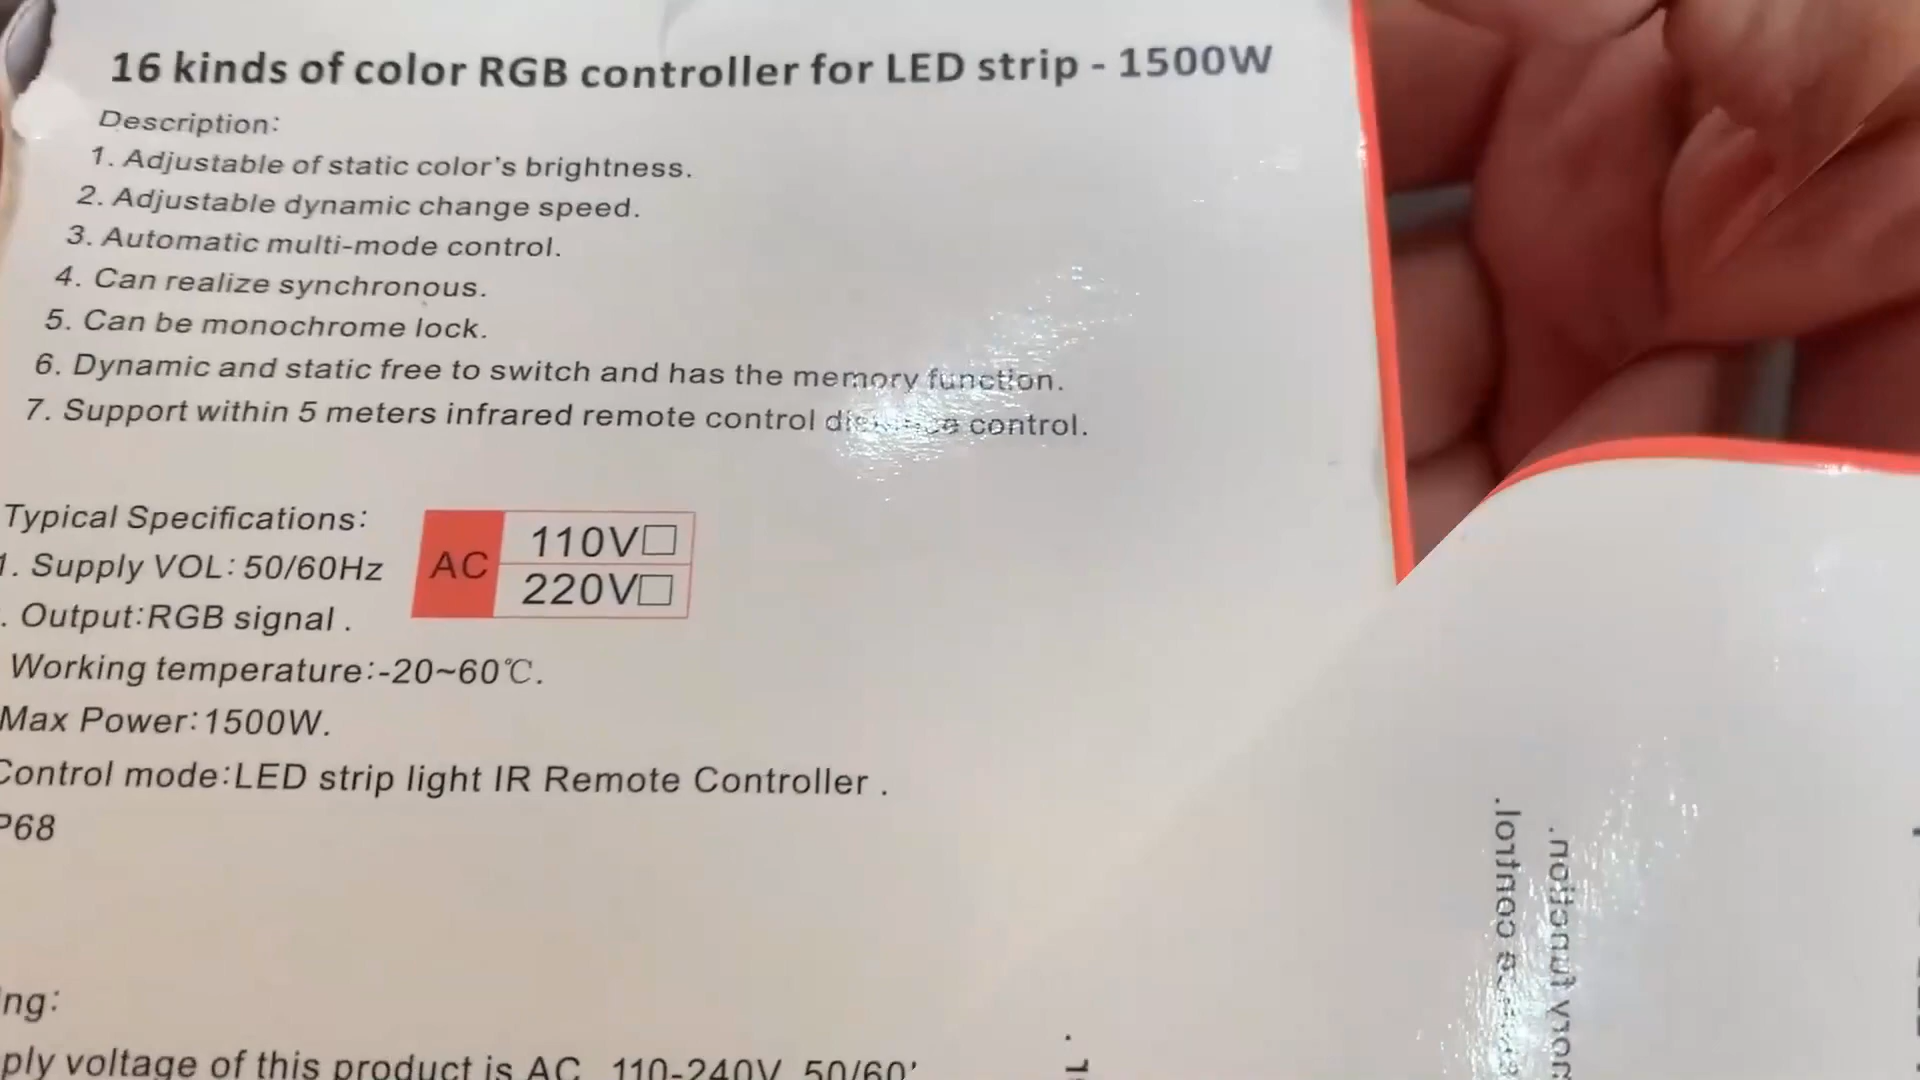 16 kinds of color RGB controller for LED strip - 1500W
Description:
1. Adjustable of static color's brightness.
2. Adjustable dynamic change speed.
3. Automatic multi-mode control.
4. Can realize synchronous.
5. Can be monochrome lock.
6. Dynamic and static free to switch and has the memory function.
7. Support within 5 meters infrared remote control control.
Typical Specifications:
1. Supply VOL: 50/60Hz
AC
110V□
220V□
. Output:RGB signal .
Working temperature:-20~60℃.
Max Power:1500W.
Control mode:LED strip light IR Remote Controller .
P68
ng:
ply voltage of this product is AC 110-240V 50/60
control.
function.